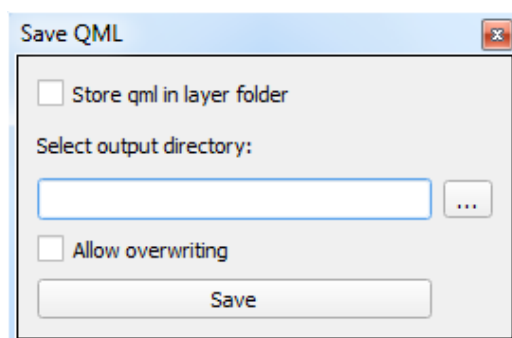 Save QML
Store qml in layer folder
Select output directory:
...
Allow overwriting
Save